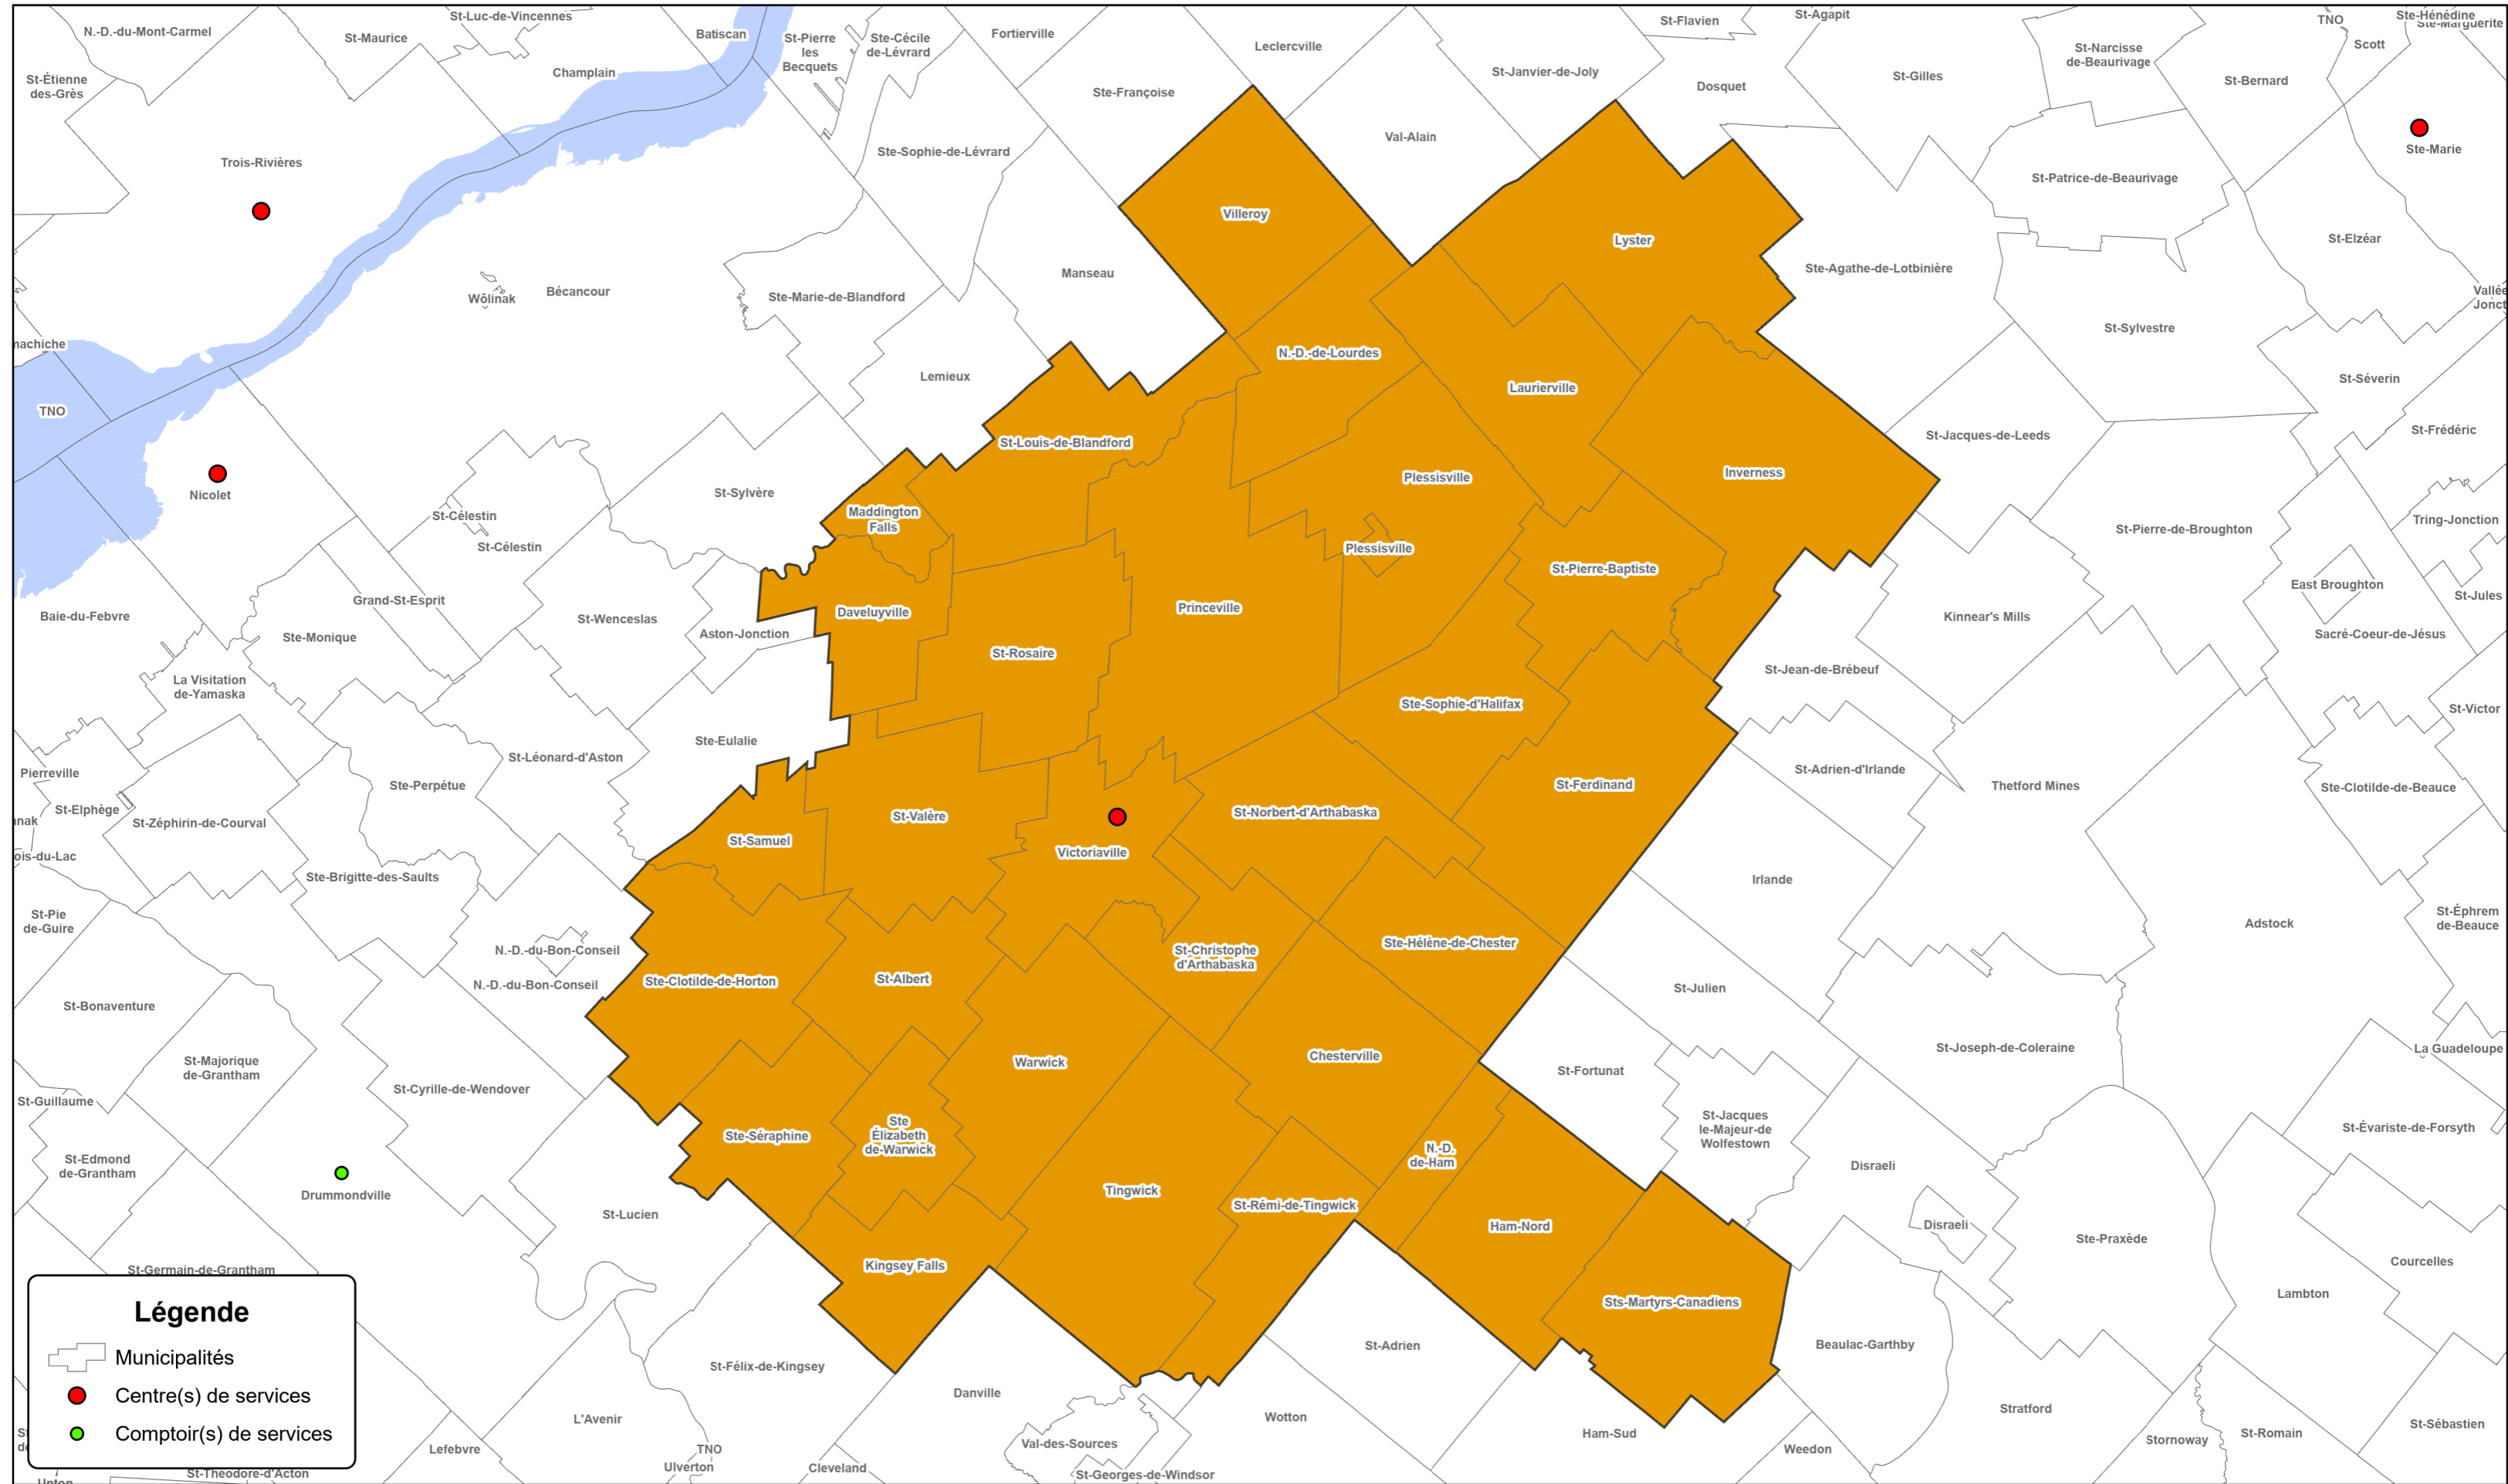 St-Luc-de-Vincennes
N.-D.-du-Mont-Carmel
St-Maurice
Batiscan
St-Pierre
les
Becquets
Ste-Cécile
de-Lévrard
Fortierville
Leclercville
St-Flavien
St-Agapit
TNO
Ste-Hénédine
Ste-Marguerite
Scott
St-Étienne
des-Grès
Champlain
Ste-Françoise
St-Janvier-de-Joly
Dosquet
St-Gilles
St-Narcisse
de-Beaurivage
St-Bernard
Trois-Rivières
Ste-Sophie-de-Lévrard
Val-Alain
St-Patrice-de-Beaurivage
Ste-Marie
Villeroy
Lyster
St-Elzéar
Wôlinak
Bécancour
Ste-Marie-de-Blandford
Manseau
Ste-Agathe-de-Lotbinière
Vallée
Jonct
machiche
St-Sylvestre
N.-D.-de-Lourdes
Lemieux
Laurierville
St-Séverin
TNO
St-Louis-de-Blandford
St-Jacques-de-Leeds
St-Frédéric
Nicolet
St-Sylvère
Plessisville
Inverness
St-Célestin
Maddington
Falls
St-Pierre-de-Broughton
Tring-Jonction
St-Célestin
Plessisville
St-Pierre-Baptiste
East Broughton
St-Jules
Baie-du-Febvre
Grand-St-Esprit
St-Wenceslas
Daveluyville
Princeville
Kinnear's Mills
Ste-Monique
Aston-Jonction
Sacré-Coeur-de-Jésus
St-Rosaire
St-Jean-de-Brébeuf
La Visitation
de-Yamaska
Ste-Sophie-d'Halifax
St-Victor
Ste-Eulalie
St-Léonard-d'Aston
Pierreville
Ste-Perpétue
St-Adrien-d'Irlande
Thetford Mines
Ste-Clotilde-de-Beauce
St-Ferdinand
St-Elphège
nak
St-Zéphirin-de-Courval
St-Valère
St-Norbert-d'Arthabaska
St-Samuel
Victoriaville
ois-du-Lac
Ste-Brigitte-des-Saults
Irlande
St-Pie
de-Guire
Adstock
St-Éphrem
de-Beauce
N.-D.-du-Bon-Conseil
N.-D.-du-Bon-Conseil
St-Christophe
d'Arthabaska
Ste-Hélène-de-Chester
Ste-Clotilde-de-Horton
St-Albert
St-Julien
St-Bonaventure
St-Majorique
de-Grantham
Warwick
Chesterville
St-Fortunat
St-Joseph-de-Coleraine
La Guadeloupe
St-Cyrille-de-Wendover
St-Guillaume
Ste-Séraphine
Ste
Élizabeth
de-Warwick
St-Jacques
le-Majeur-de
Wolfestown
St-Évariste-de-Forsyth
St-Edmond
de-Grantham
N.-D.
de-Ham
Disraeli
Drummondville
St-Lucien
Tingwick
St-Rémi-de-Tingwick
Ham-Nord
Disraeli
Ste-Praxède
Courcelles
Kingsey Falls
St-Germain-de-Grantham
Sts-Martyrs-Canadiens
Lambton
St-Félix-de-Kingsey
St-Adrien
Beaulac-Garthby
Danville
L'Avenir
Wotton
Stratford
Ham-Sud
Val-des-Sources
Lefebvre
TNO
Ulverton
Cleveland
St-Georges-de-Windsor
Weedon
Stornoway
St-Romain
St-Sébastien
St-Théodore-d'Acton
Upton
Légende
Municipalités
Centre(s) de services
Comptoir(s) de services